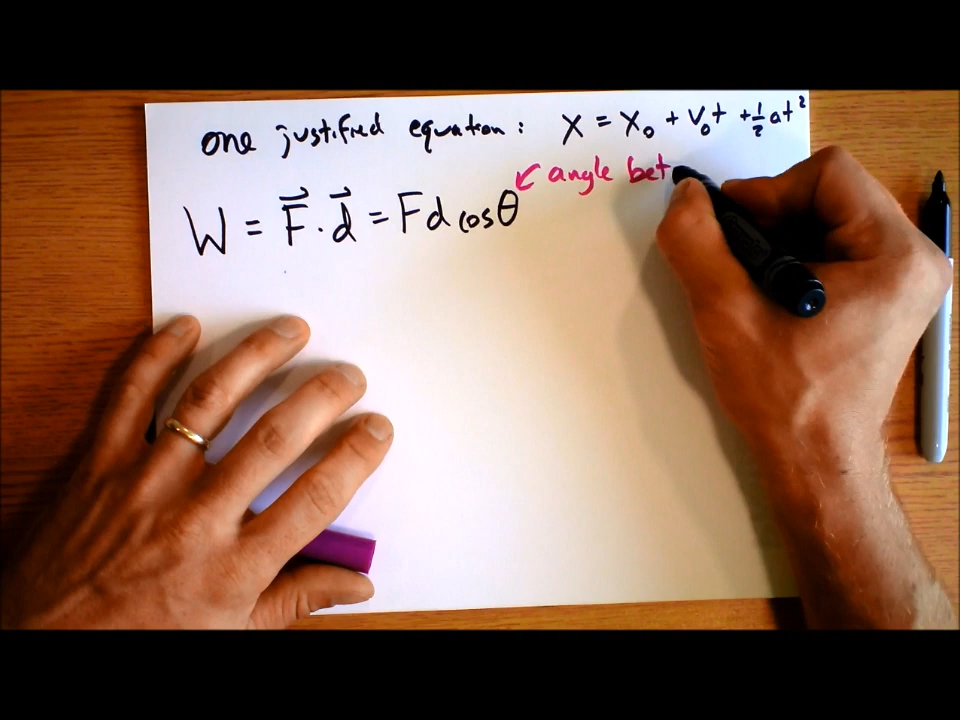 one justified equation: x = x₀ + v₀t + ½at²
angle bet
W = F⃗ · d⃗ = Fd cosθ